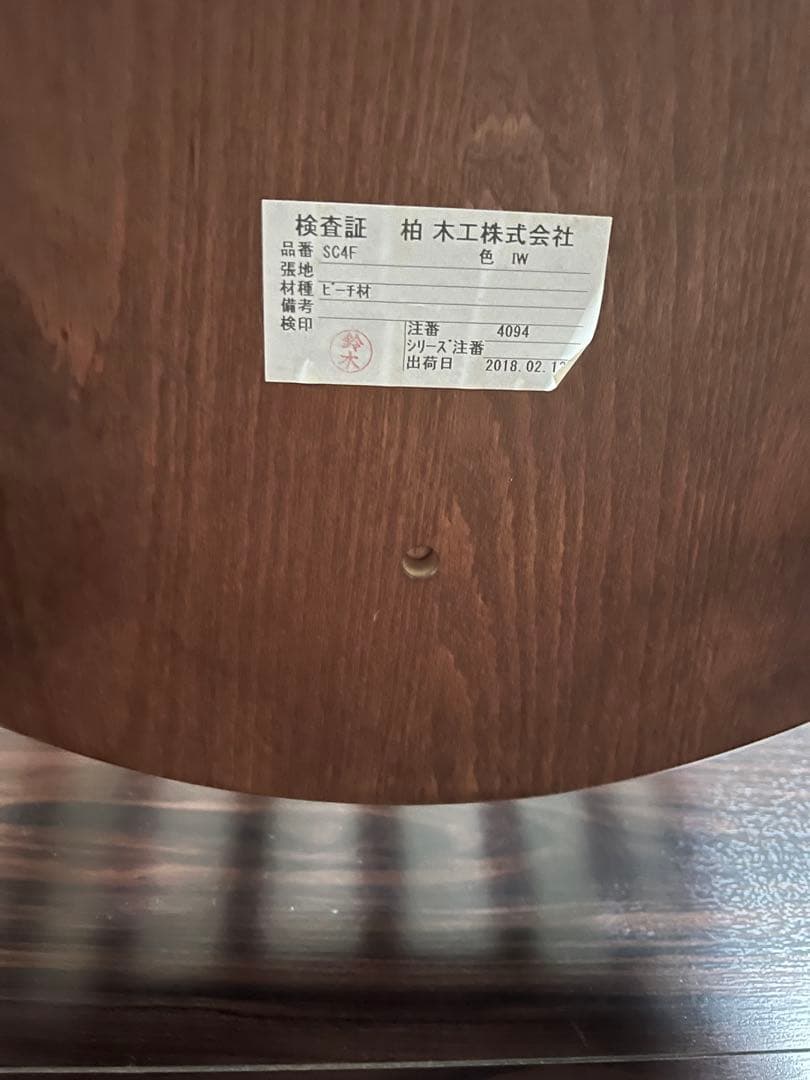 検査証 柏木工株式会社
品番 SC4F 色 IW
張地
材種 ビーチ材
備考
検印 鈴木
注番 4094
シリーズ注番
出荷日 2018.02.1